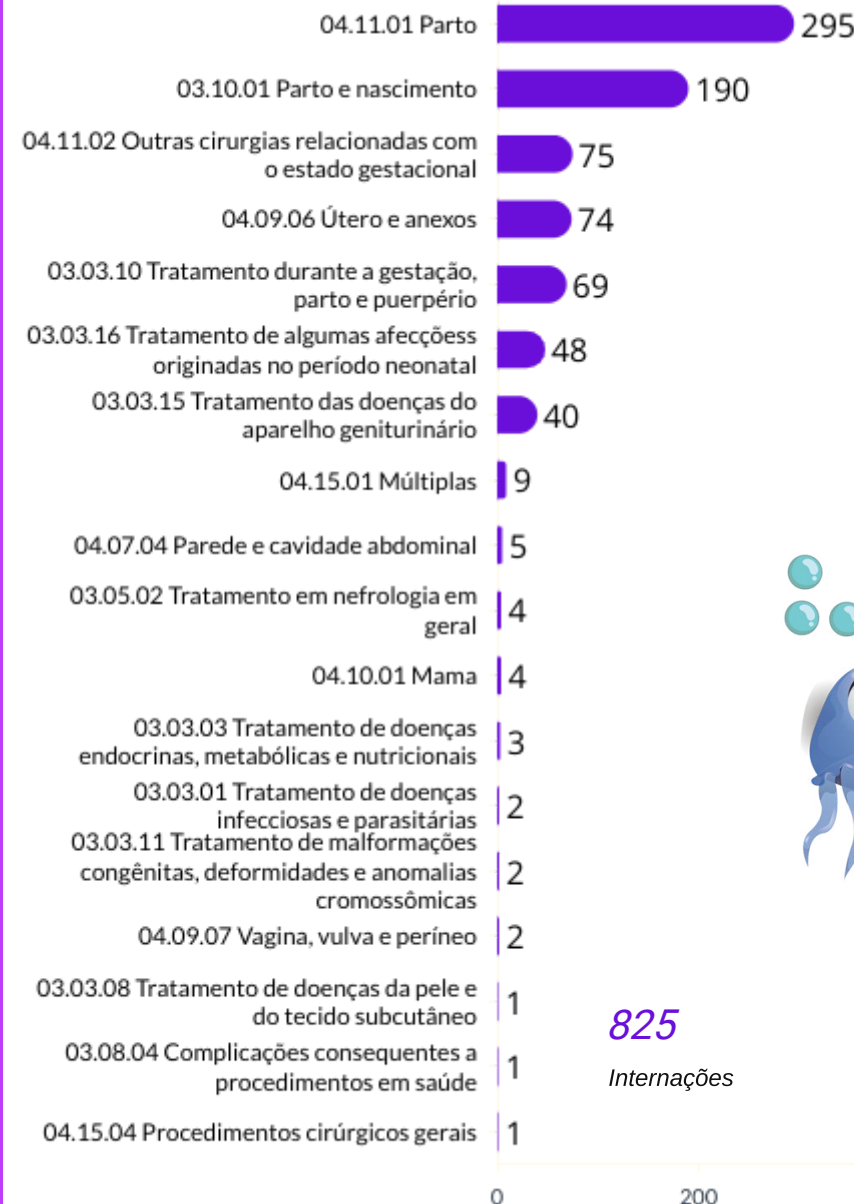 04.11.01 Parto 295
03.10.01 Parto e nascimento 190
04.11.02 Outras cirurgias relacionadas com
o estado gestacional 75
04.09.06 Útero e anexos 74
03.03.10 Tratamento durante a gestação,
parto e puerpério 69
03.03.16 Tratamento de algumas afecçõess
originadas no período neonatal 48
03.03.15 Tratamento das doenças do
aparelho geniturinário 40
04.15.01 Múltiplas 9
04.07.04 Parede e cavidade abdominal 5
03.05.02 Tratamento em nefrologia em
geral 4
04.10.01 Mama 4
03.03.03 Tratamento de doenças
endocrinas, metabólicas e nutricionais 3
03.03.01 Tratamento de doenças
infecciosas e parasitárias 2
03.03.11 Tratamento de malformações
congênitas, deformidades e anomalias
cromossômicas 2
04.09.07 Vagina, vulva e períneo 2
03.03.08 Tratamento de doenças da pele e
do tecido subcutâneo 1
03.08.04 Complicações consequentes a
procedimentos em saúde 1
04.15.04 Procedimentos cirúrgicos gerais 1
825
Internações
0 200